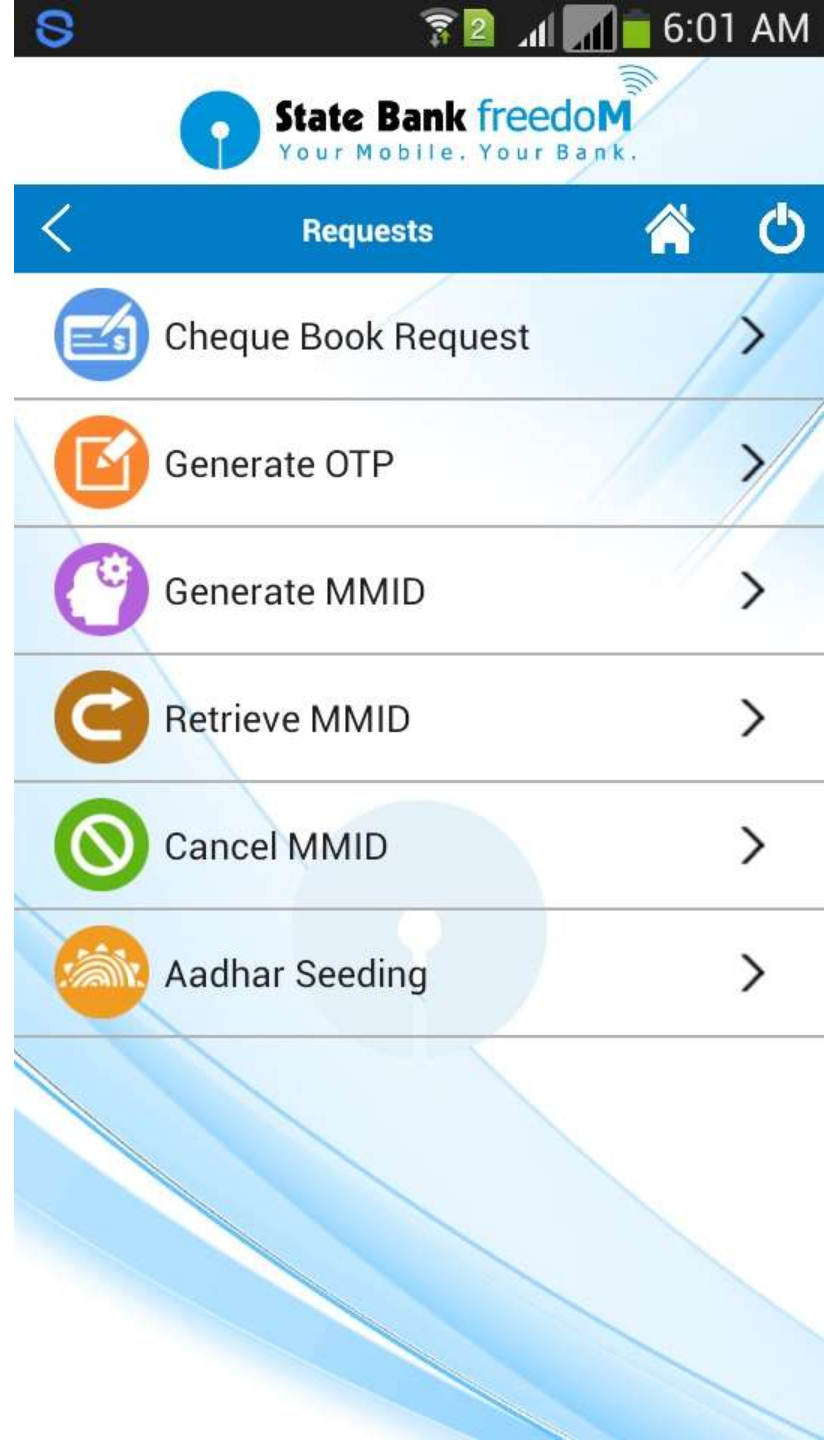 2 6:01 AM
State Bank freedoM
Your Mobile. Your Bank.
Requests
Cheque Book Request
Generate OTP
Generate MMID
Retrieve MMID
Cancel MMID
Aadhar Seeding